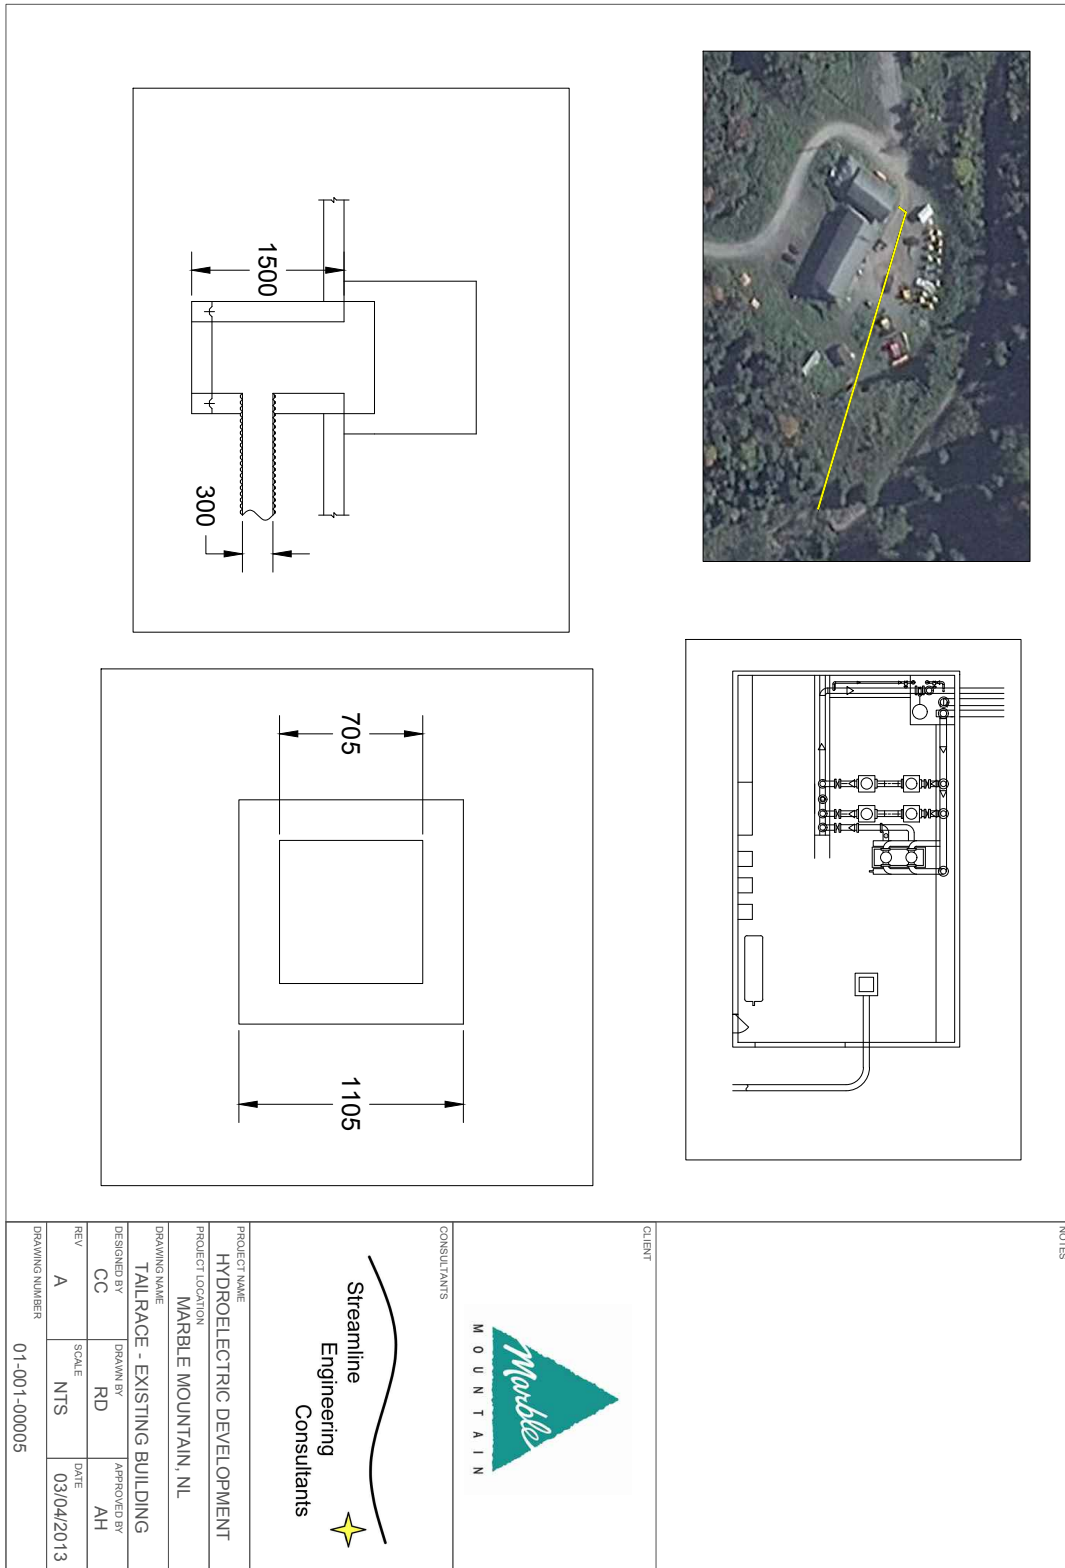 1500
300
705
1105
NOTES
CLIENT
Marble
MOUNTAIN
CONSULTANTS
Streamline
Engineering
Consultants
PROJECT NAME
HYDROELECTRIC DEVELOPMENT
PROJECT LOCATION
MARBLE MOUNTAIN, NL
DRAWING NAME
TAILRACE - EXISTING BUILDING
DESIGNED BY
CC
DRAWN BY
RD
APPROVED BY
AH
REV
A
SCALE
NTS
DATE
03/04/2013
DRAWING NUMBER
01-001-00005